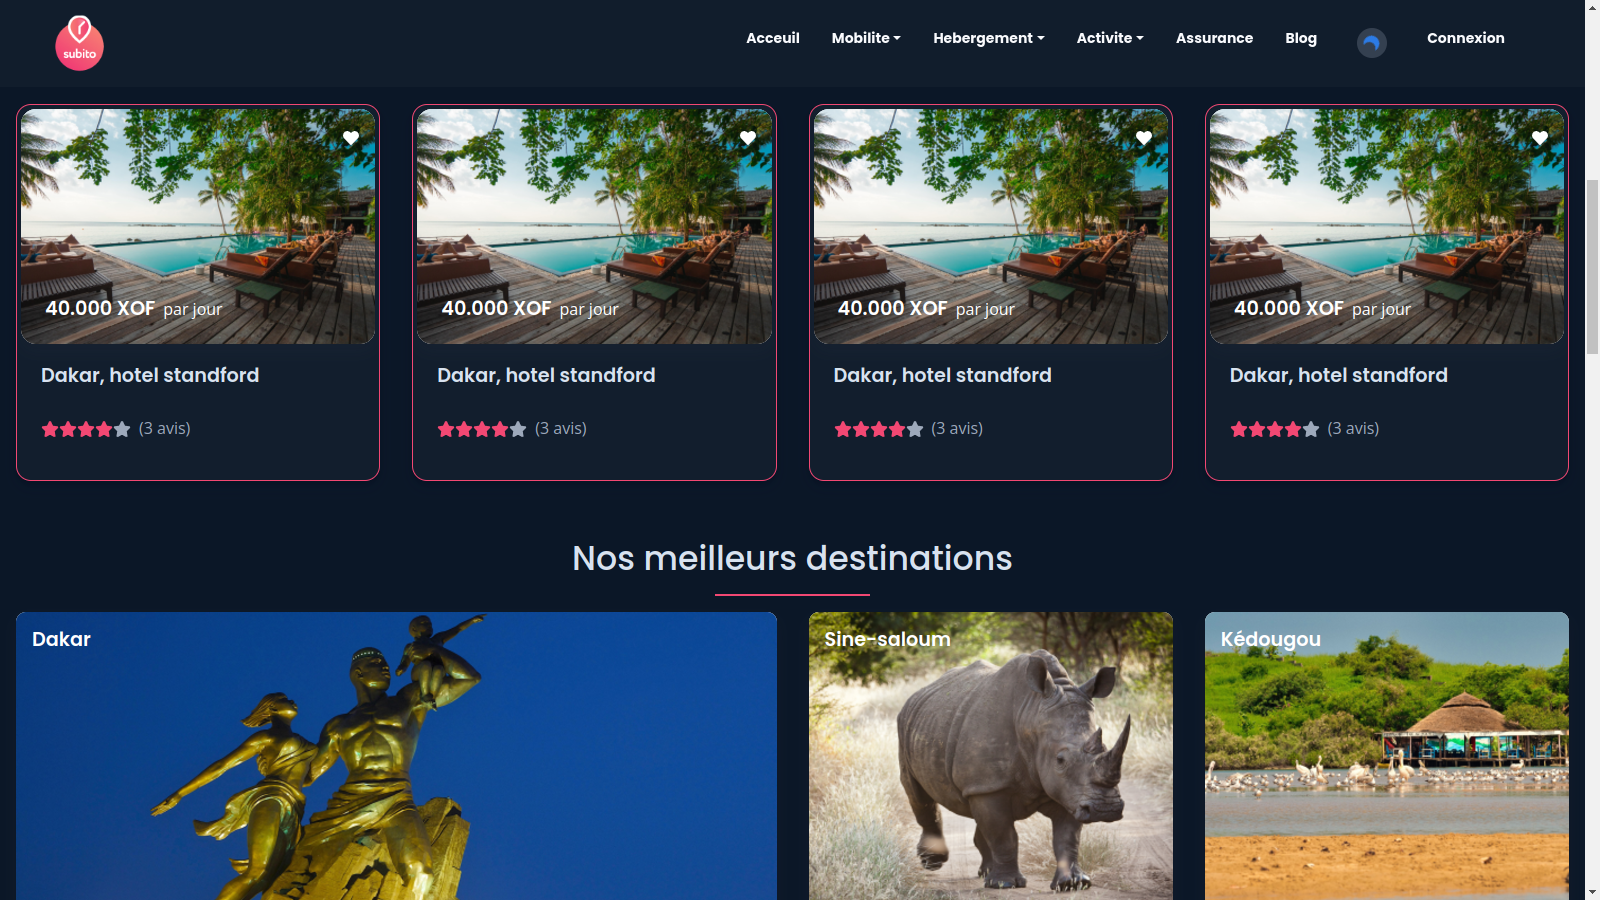 subito
Acceuil Mobilite Hebergement Activite Assurance Blog Connexion
40.000 XOF par jour
40.000 XOF par jour
40.000 XOF par jour
40.000 XOF par jour
Dakar, hotel standford
Dakar, hotel standford
Dakar, hotel standford
Dakar, hotel standford
(3 avis)
(3 avis)
(3 avis)
(3 avis)
Nos meilleurs destinations
Dakar
Sine-saloum
Kédougou